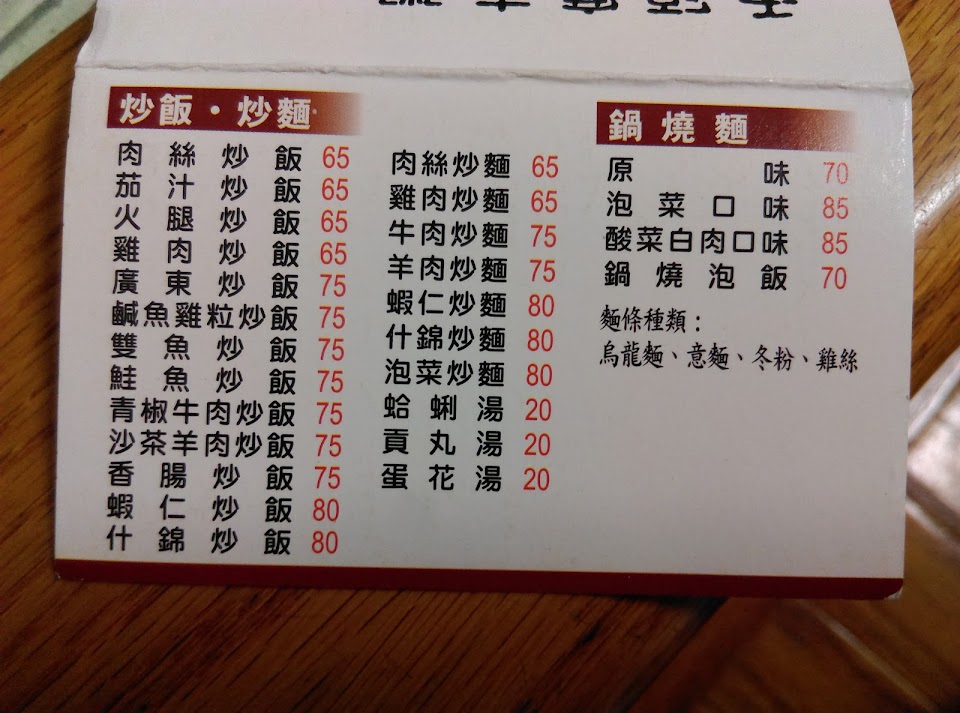 炒飯・炒麵
肉絲炒飯 65
茄汁炒飯 65
火腿炒飯 65
雞肉炒飯 65
廣東炒飯 75
鹹魚雞粒炒飯 75
雙魚炒飯 75
鮭魚炒飯 75
青椒牛肉炒飯 75
沙茶羊肉炒飯 75
香腸炒飯 75
蝦仁炒飯 80
什錦炒飯 80
肉絲炒麵 65
雞肉炒麵 65
牛肉炒麵 75
羊肉炒麵 75
蝦仁炒麵 80
什錦炒麵 80
泡菜炒麵 80
蛤蜊湯 20
貢丸湯 20
蛋花湯 20
鍋燒麵
原味 70
泡菜口味 85
酸菜白肉口味 85
鍋燒泡飯 70
麵條種類：
烏龍麵、意麵、冬粉、雞絲